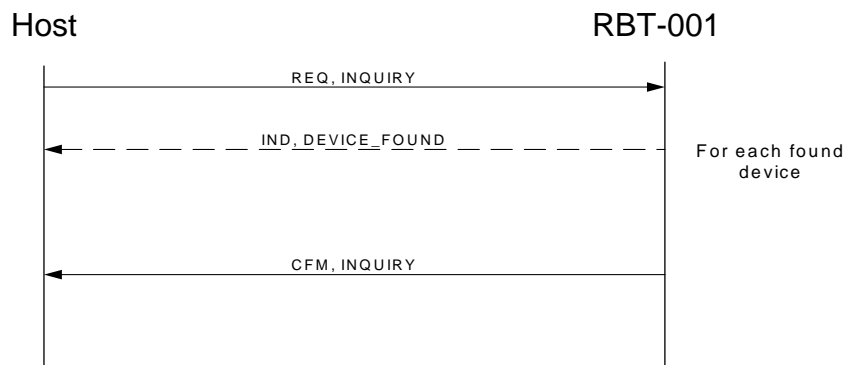 Host
RBT-001
REQ, INQUIRY
IND, DEVICE_FOUND
For each found
device
CFM, INQUIRY